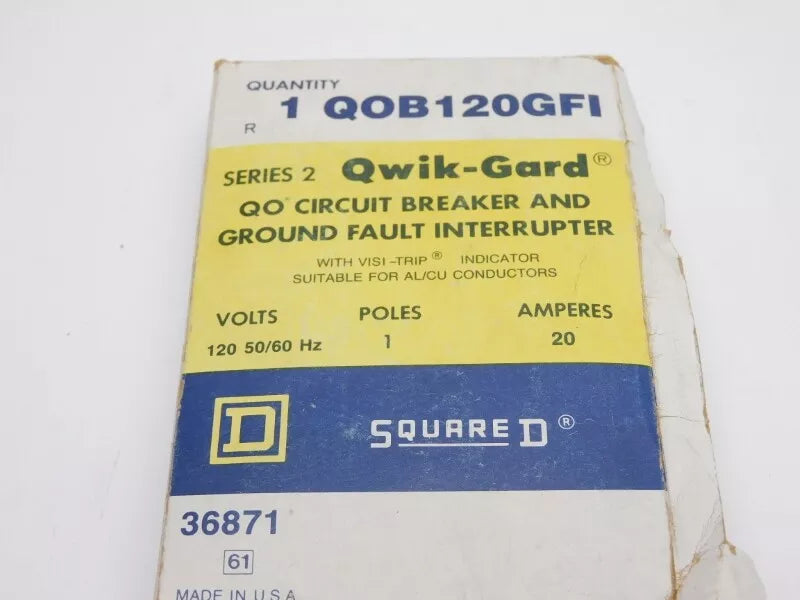 QUANTITY
1 QOB120GFI
R
SERIES 2 Qwik-Gard®
QO® CIRCUIT BREAKER AND
GROUND FAULT INTERRUPTER
WITH VISI-TRIP® INDICATOR
SUITABLE FOR AL/CU CONDUCTORS
VOLTS POLES AMPERES
120 50/60 Hz 1 20
D SQUARE D®
36871
61
MADE IN U.S.A